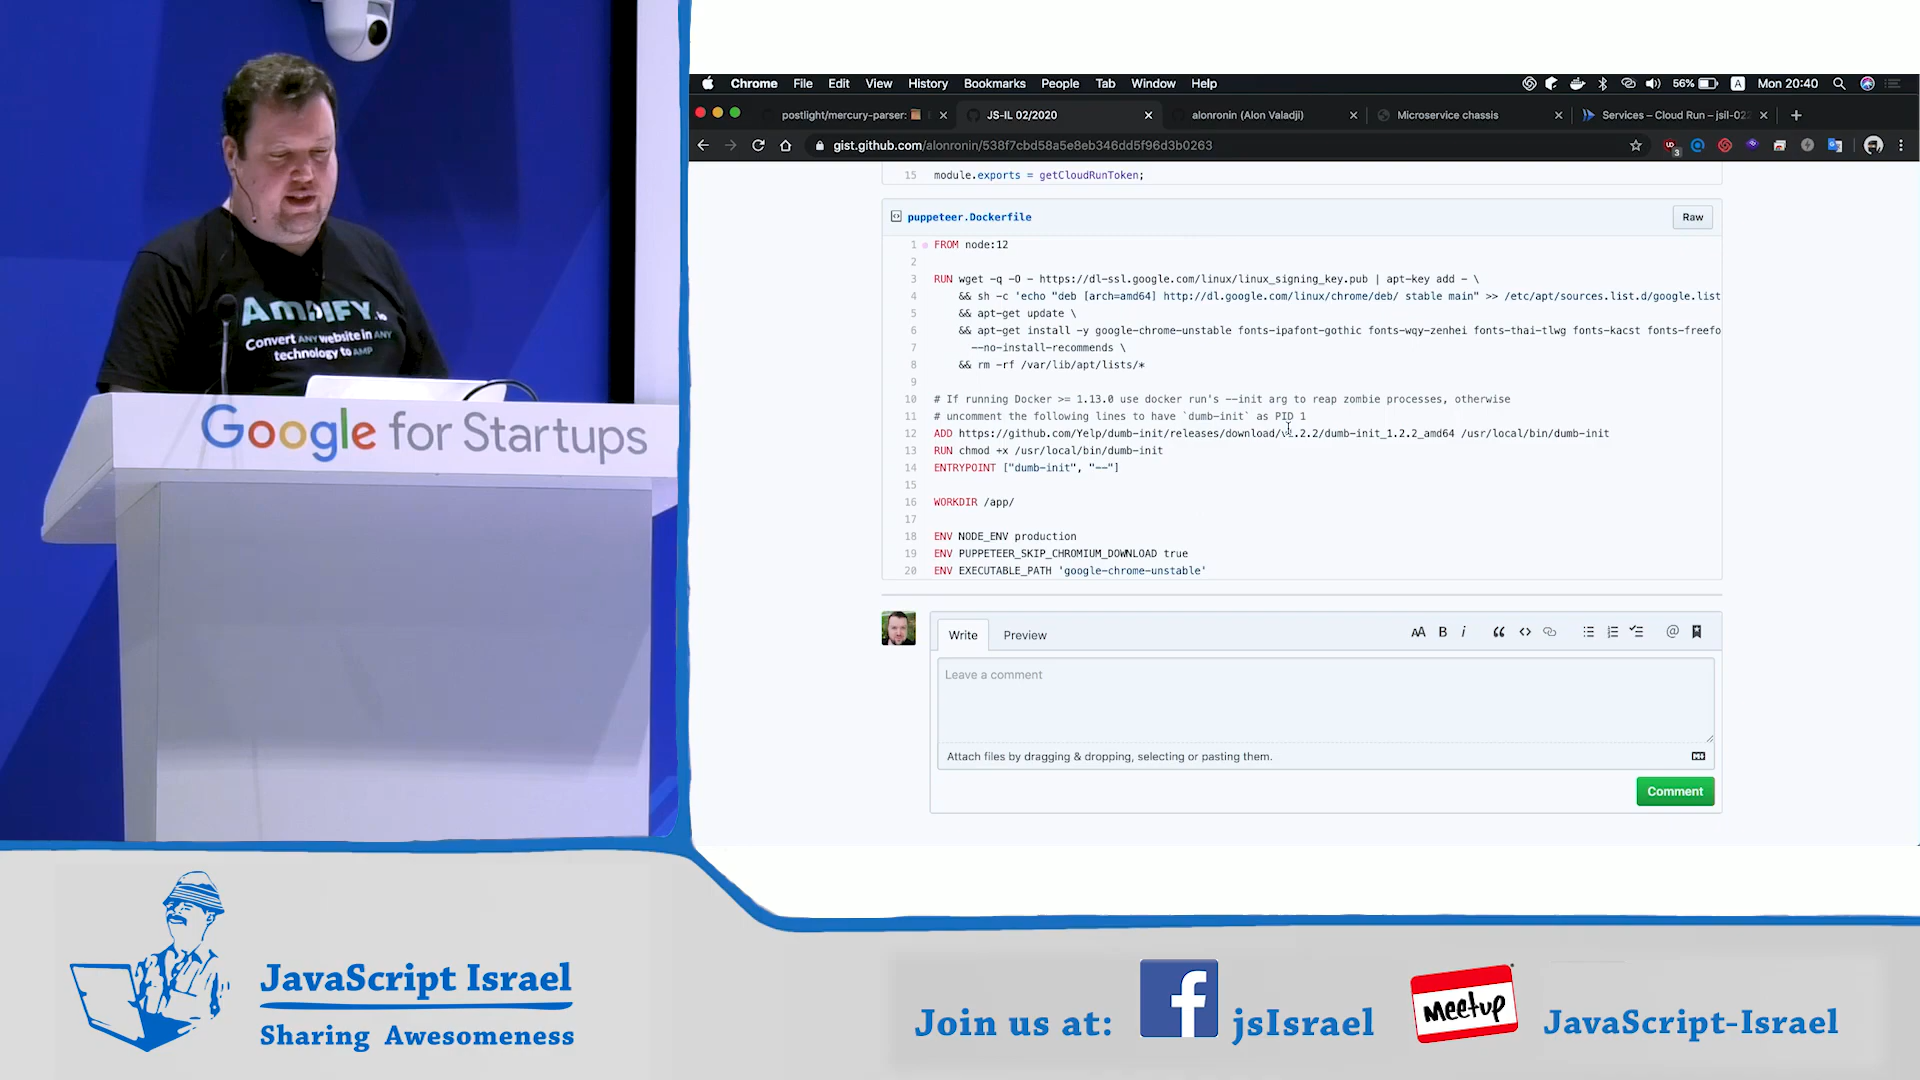 AMPIFY.io
Convert ANY website in ANY
technology to AMP
Google for Startups
Chrome File Edit View History Bookmarks People Tab Window Help
56% A Mon 20:40
postlight/mercury-parser:
JS-IL 02/2020
alonronin (Alon Valadji)
Microservice chassis
Services – Cloud Run – jsil-022
gist.github.com/alonronin/538f7cbd58a5e8eb346dd5f96d3b0263
3
15 module.exports = getCloudRunToken;
puppeteer.Dockerfile
Raw
1 FROM node:12
2
3 RUN wget -q -O - https://dl-ssl.google.com/linux/linux_signing_key.pub | apt-key add - \
4 && sh -c 'echo "deb [arch=amd64] http://dl.google.com/linux/chrome/deb/ stable main" >> /etc/apt/sources.list.d/google.list
5 && apt-get update \
6 && apt-get install -y google-chrome-unstable fonts-ipafont-gothic fonts-wqy-zenhei fonts-thai-tlwg fonts-kacst fonts-freefo
7 --no-install-recommends \
8 && rm -rf /var/lib/apt/lists/*
9
10 # If running Docker >= 1.13.0 use docker run's --init arg to reap zombie processes, otherwise
11 # uncomment the following lines to have `dumb-init` as PID 1
12 ADD https://github.com/Yelp/dumb-init/releases/download/v1.2.2/dumb-init_1.2.2_amd64 /usr/local/bin/dumb-init
13 RUN chmod +x /usr/local/bin/dumb-init
14 ENTRYPOINT ["dumb-init", "--"]
15
16 WORKDIR /app/
17
18 ENV NODE_ENV production
19 ENV PUPPETEER_SKIP_CHROMIUM_DOWNLOAD true
20 ENV EXECUTABLE_PATH 'google-chrome-unstable'
Write
Preview
AA B i @
Leave a comment
Attach files by dragging & dropping, selecting or pasting them.
Comment
JavaScript Israel
Sharing Awesomeness
Join us at:
f
jsIsrael
Meetup
JavaScript-Israel